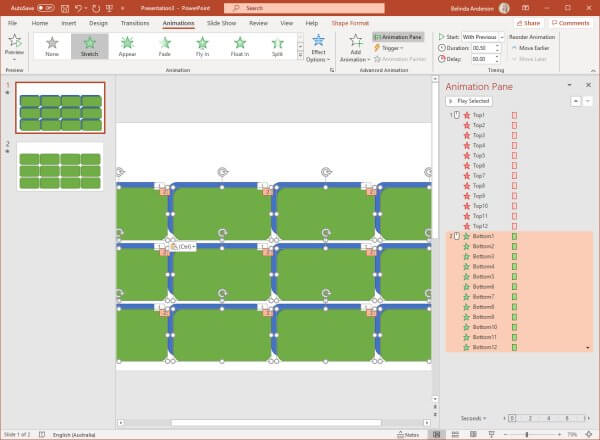 AutoSave Off Presentation3 - PowerPoint Search Belinda Anderson
File Home Insert Design Transitions Animations Slide Show Review View Help Shape Format Share Comments
Preview None Stretch Appear Fade Fly In Float In Split Effect Options Add Animation Animation Pane Trigger Animation Painter Start: With Previous Duration: 00.50 Delay: 00.00 Reorder Animation Move Earlier Move Later
Preview Animation Advanced Animation Timing
1
2
(Ctrl)
Animation Pane
Play Selected
1 Top1
Top2
Top3
Top4
Top5
Top6
Top7
Top8
Top9
Top10
Top11
Top12
2 Bottom1
Bottom2
Bottom3
Bottom4
Bottom5
Bottom6
Bottom7
Bottom8
Bottom9
Bottom10
Bottom11
Bottom12
Seconds 0 2 4 6
Slide 1 of 2 English (Australia) Notes 79%